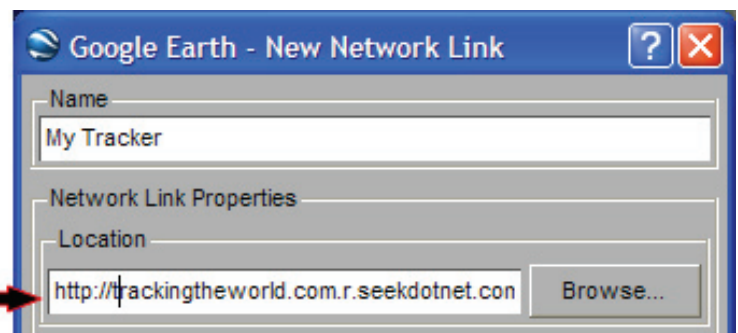 Google Earth - New Network Link
Name
My Tracker
Network Link Properties
Location
http://trackingtheworld.com.r.seekdotnet.con
Browse...